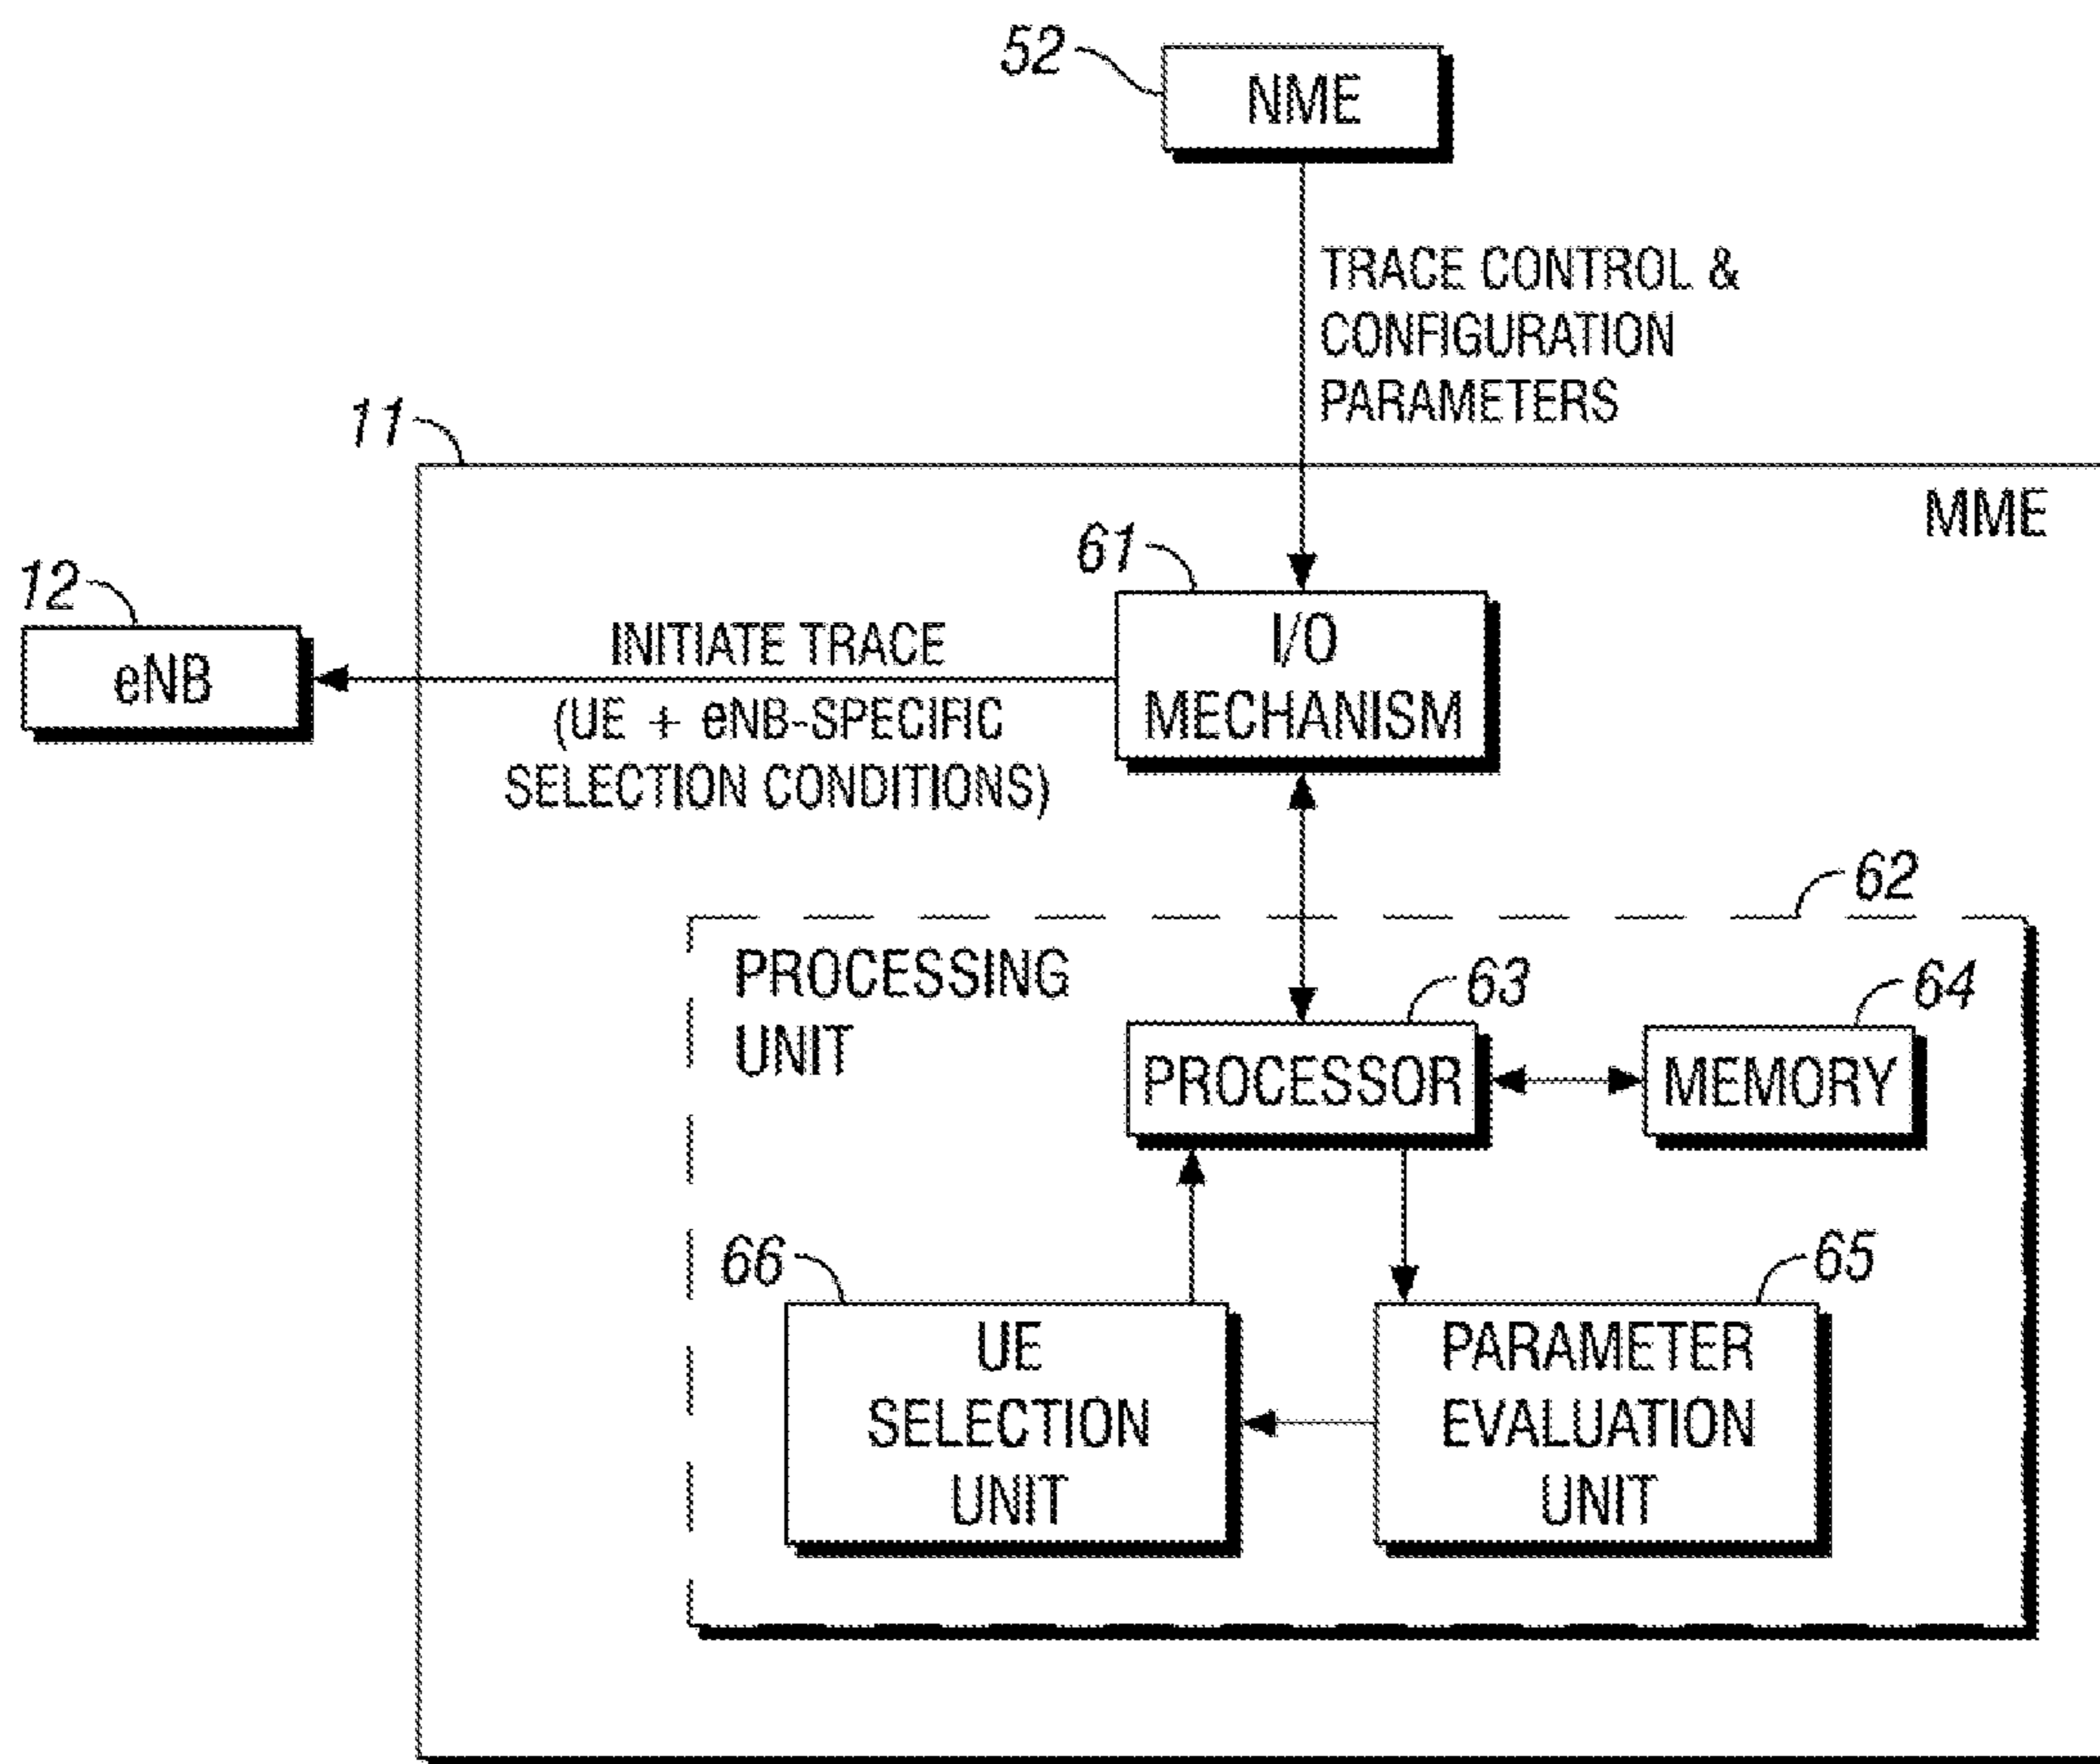 52
NME
TRACE CONTROL &
CONFIGURATION
PARAMETERS
11
MME
61
12
I/O
MECHANISM
eNB
INITIATE TRACE
(UE + eNB-SPECIFIC
SELECTION CONDITIONS)
62
PROCESSING
UNIT
63
64
PROCESSOR
MEMORY
66
65
UE
SELECTION
UNIT
PARAMETER
EVALUATION
UNIT